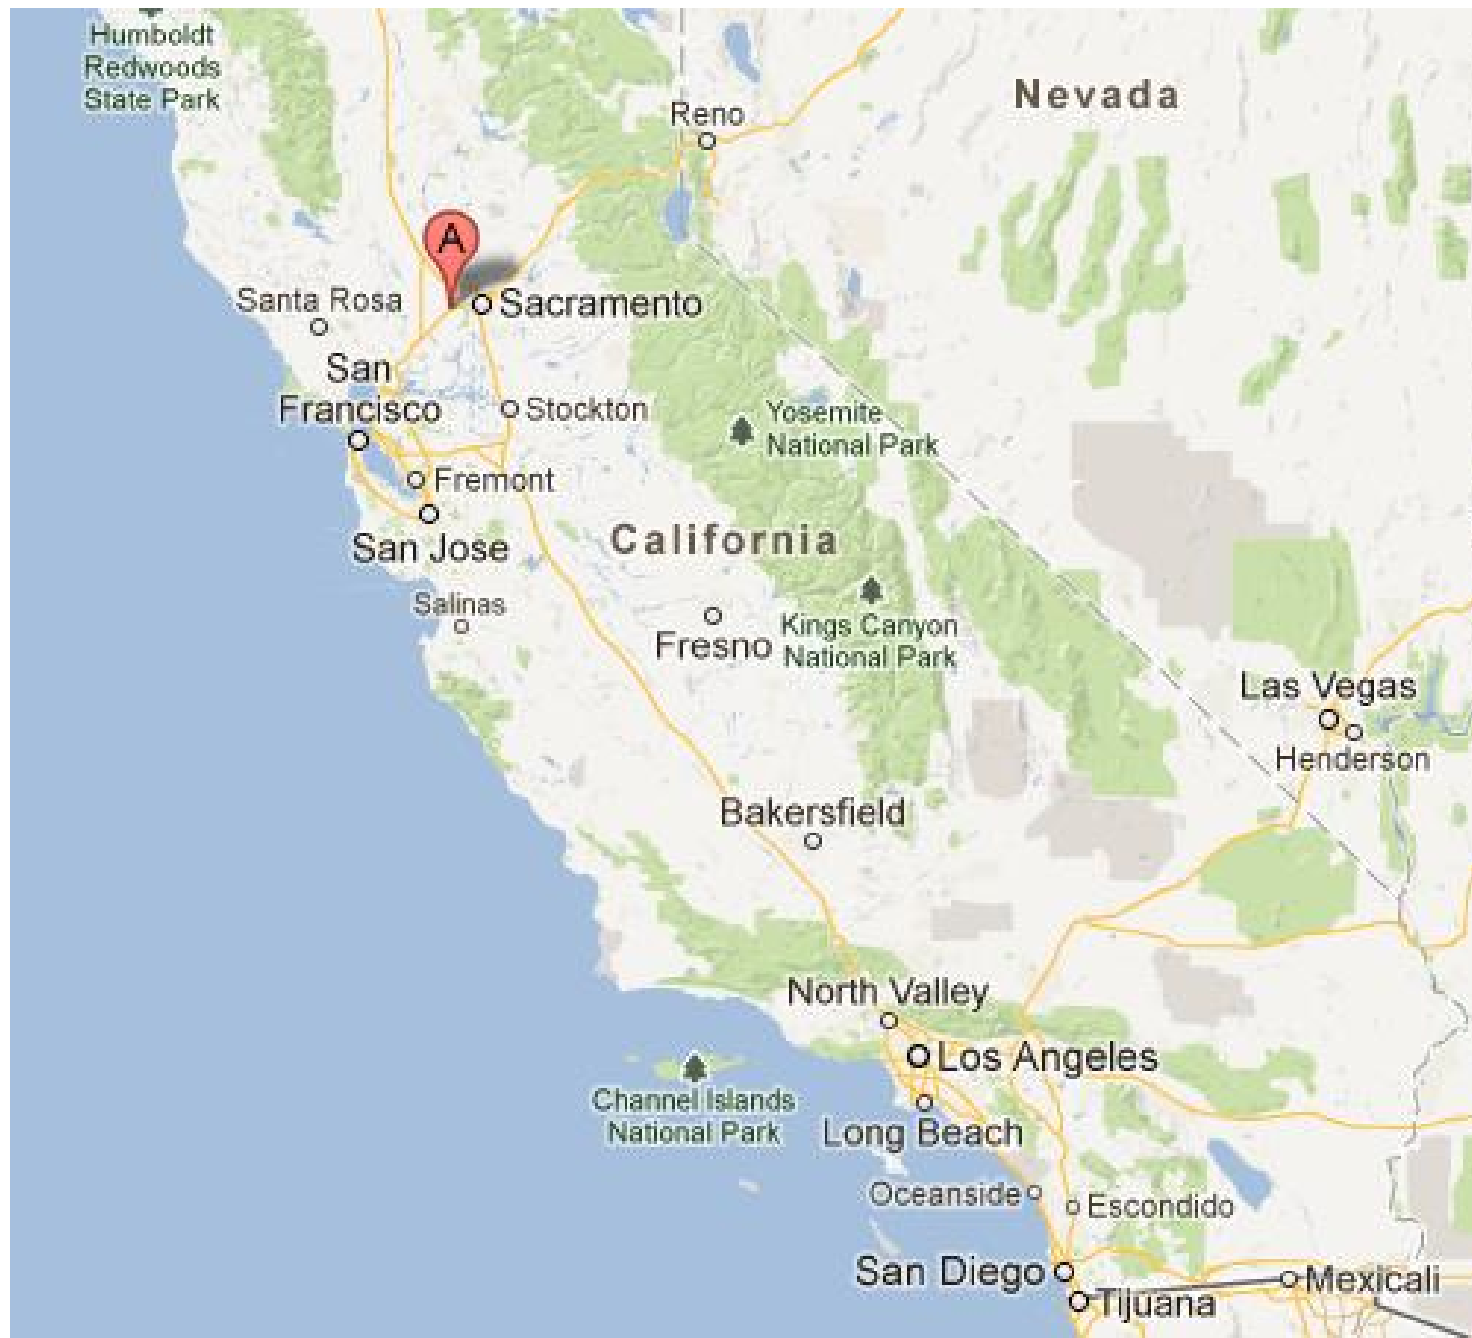 Humboldt
Redwoods
State Park
Nevada
Reno
A
Santa Rosa
Sacramento
San
Francisco
Stockton
Yosemite
National Park
Fremont
California
San Jose
Salinas
Kings Canyon
National Park
Fresno
Las Vegas
Henderson
Bakersfield
North Valley
Los Angeles
Channel Islands
National Park
Long Beach
Oceanside
Escondido
San Diego
Mexicali
Tijuana